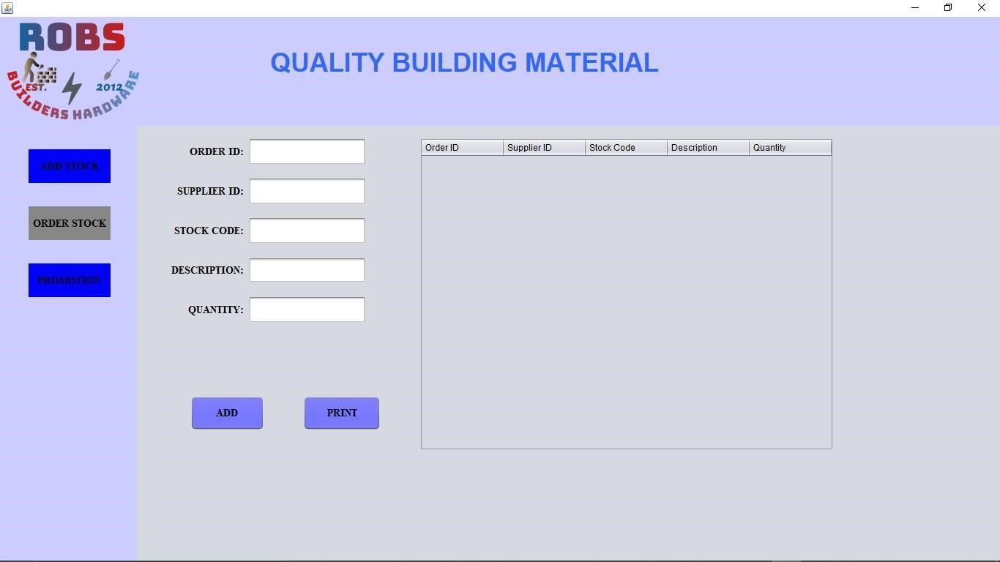 ROBS
EST.
2012
BUILDERS HARDWARE
QUALITY BUILDING MATERIAL
ADD STOCK
ORDER STOCK
PROMOTION
ORDER ID:
SUPPLIER ID:
STOCK CODE:
DESCRIPTION:
QUANTITY:
ADD
PRINT
Order ID Supplier ID Stock Code Description Quantity